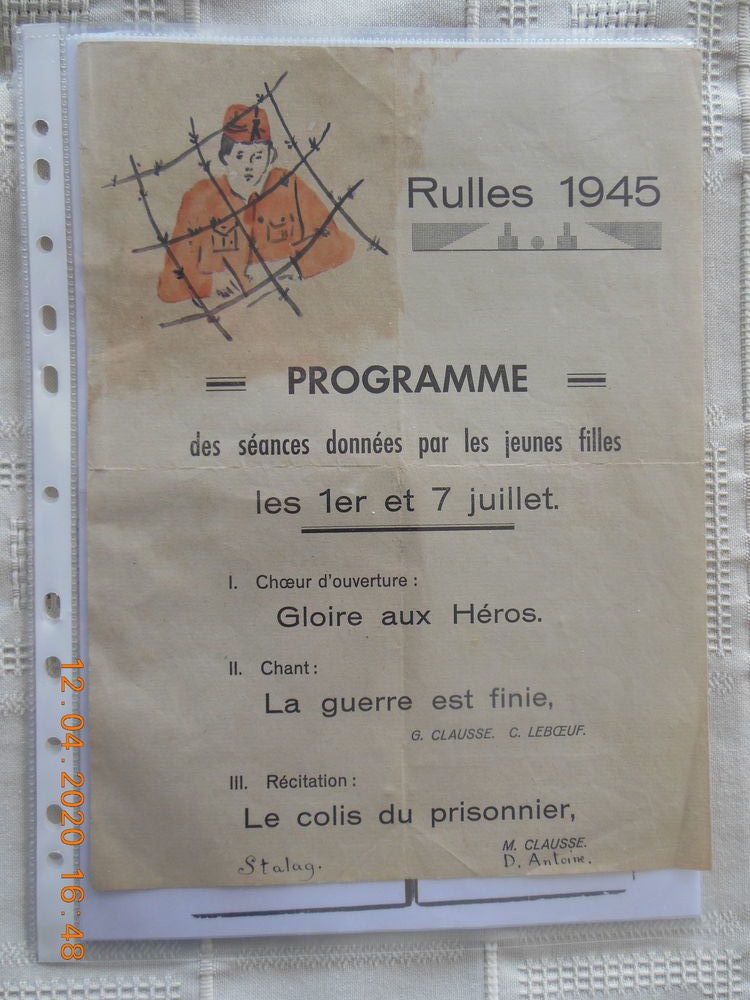 Rulles 1945
PROGRAMME
des séances données par les jeunes filles
les 1er et 7 juillet.
I. Chœur d'ouverture :
Gloire aux Héros.
II. Chant :
La guerre est finie,
G. CLAUSSE. C. LEBŒUF.
III. Récitation :
Le colis du prisonnier,
M. CLAUSSE.
Stalag. D. Antoine.
12.04.2020 16:48